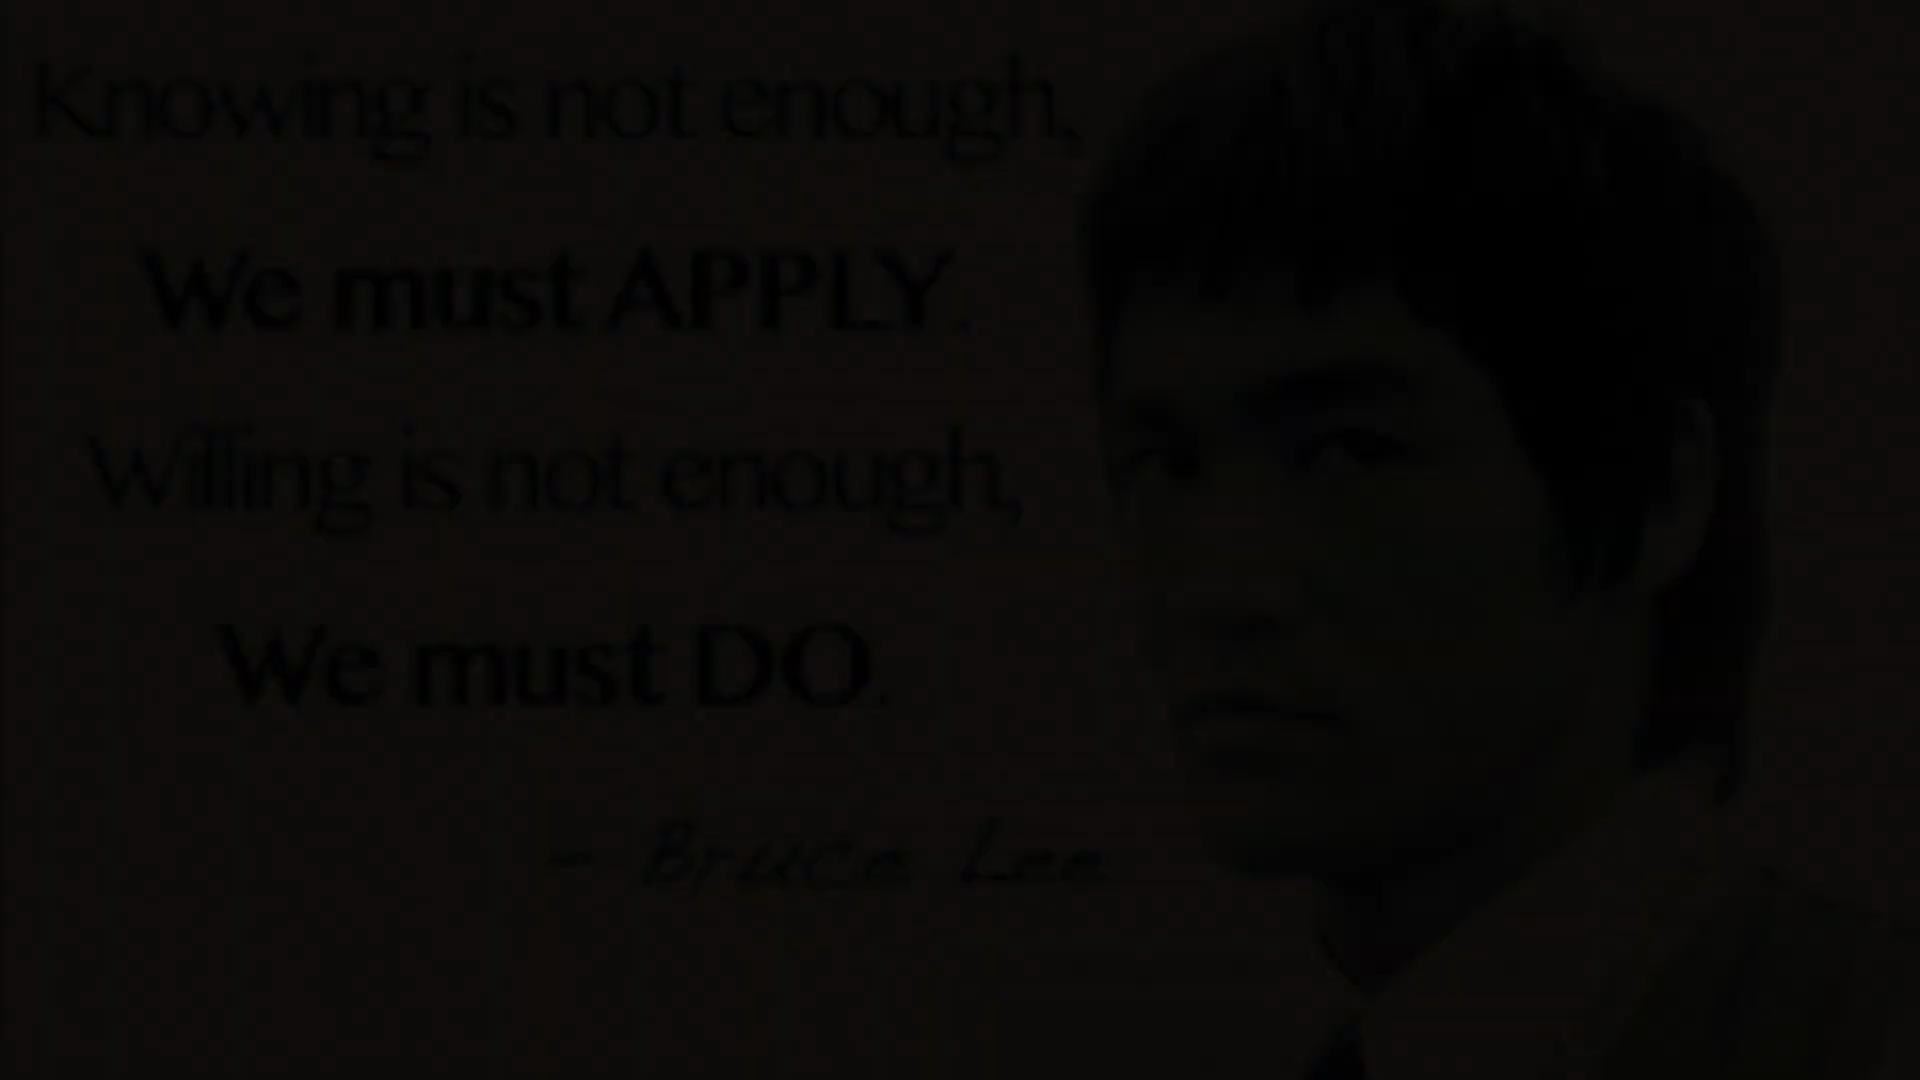 Knowing is not enough,
We must APPLY.
Willing is not enough,
We must DO.
- Bruce Lee